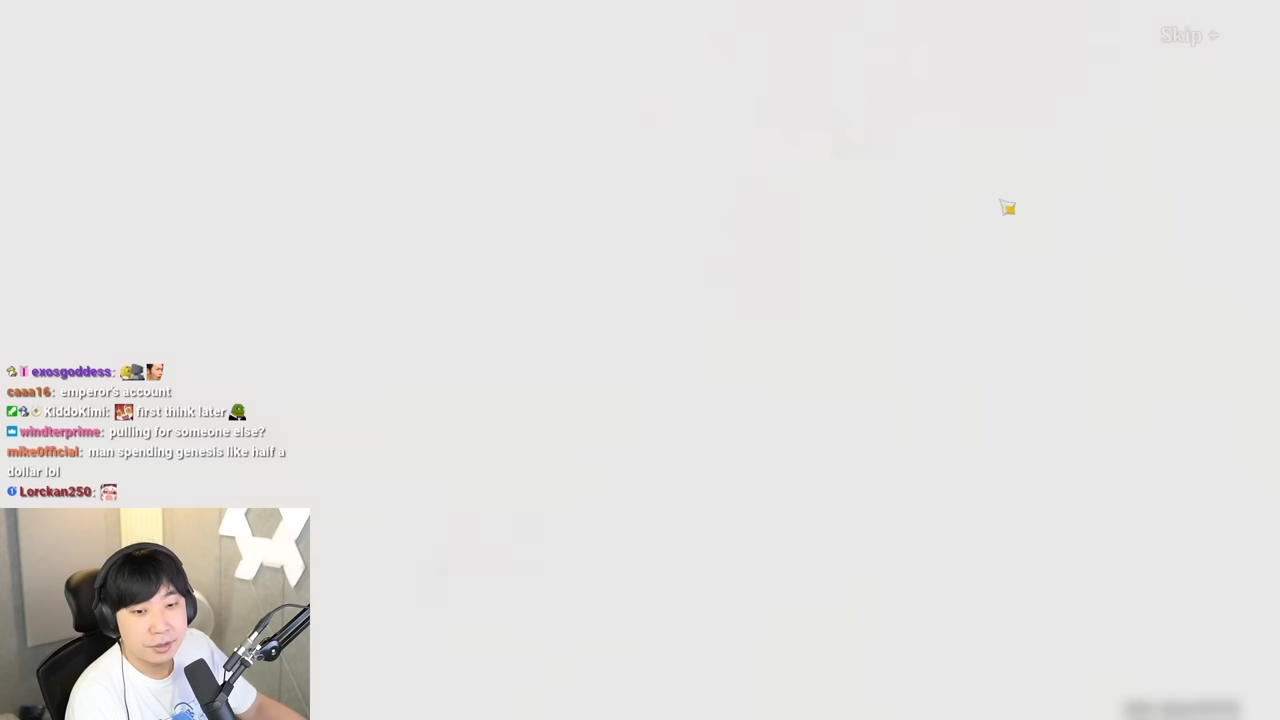 Skip
exosgoddess:
caaa16: emperor's account
KiddoKimi: first think later
windterprime: pulling for someone else?
mike0fficial: man spending genesis like half a
dollar lol
Lorckan250: